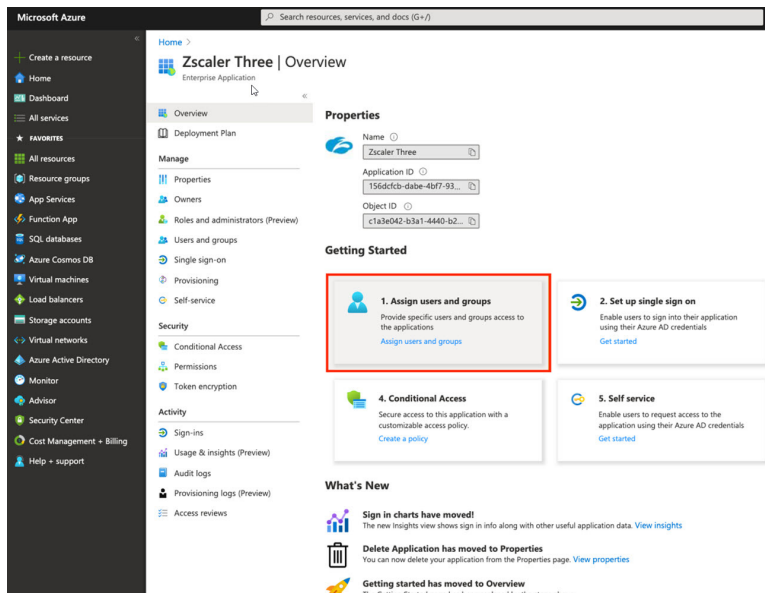 Microsoft Azure
Search resources, services, and docs (G+/)
Create a resource
Home
Dashboard
All services
FAVORITES
All resources
Resource groups
App Services
Function App
SQL databases
Azure Cosmos DB
Virtual machines
Load balancers
Storage accounts
Virtual networks
Azure Active Directory
Monitor
Advisor
Security Center
Cost Management + Billing
Help + support
Home >
Zscaler Three | Overview
Enterprise Application
Overview
Deployment Plan
Manage
Properties
Owners
Roles and administrators (Preview)
Users and groups
Single sign-on
Provisioning
Self-service
Security
Conditional Access
Permissions
Token encryption
Activity
Sign-ins
Usage & insights (Preview)
Audit logs
Provisioning logs (Preview)
Access reviews
Properties
Name
Zscaler Three
Application ID
156dcfcb-dabe-4bf7-93...
Object ID
c1a3e042-b3a1-4440-b2...
Getting Started
1. Assign users and groups
Provide specific users and groups access to
the applications
Assign users and groups
2. Set up single sign on
Enable users to sign into their application
using their Azure AD credentials
Get started
4. Conditional Access
Secure access to this application with a
customizable access policy.
Create a policy
5. Self service
Enable users to request access to the
application using their Azure AD credentials
Get started
What's New
Sign in charts have moved!
The new Insights view shows sign in info along with other useful application data. View insights
Delete Application has moved to Properties
You can now delete your application from the Properties page. View properties
Getting started has moved to Overview